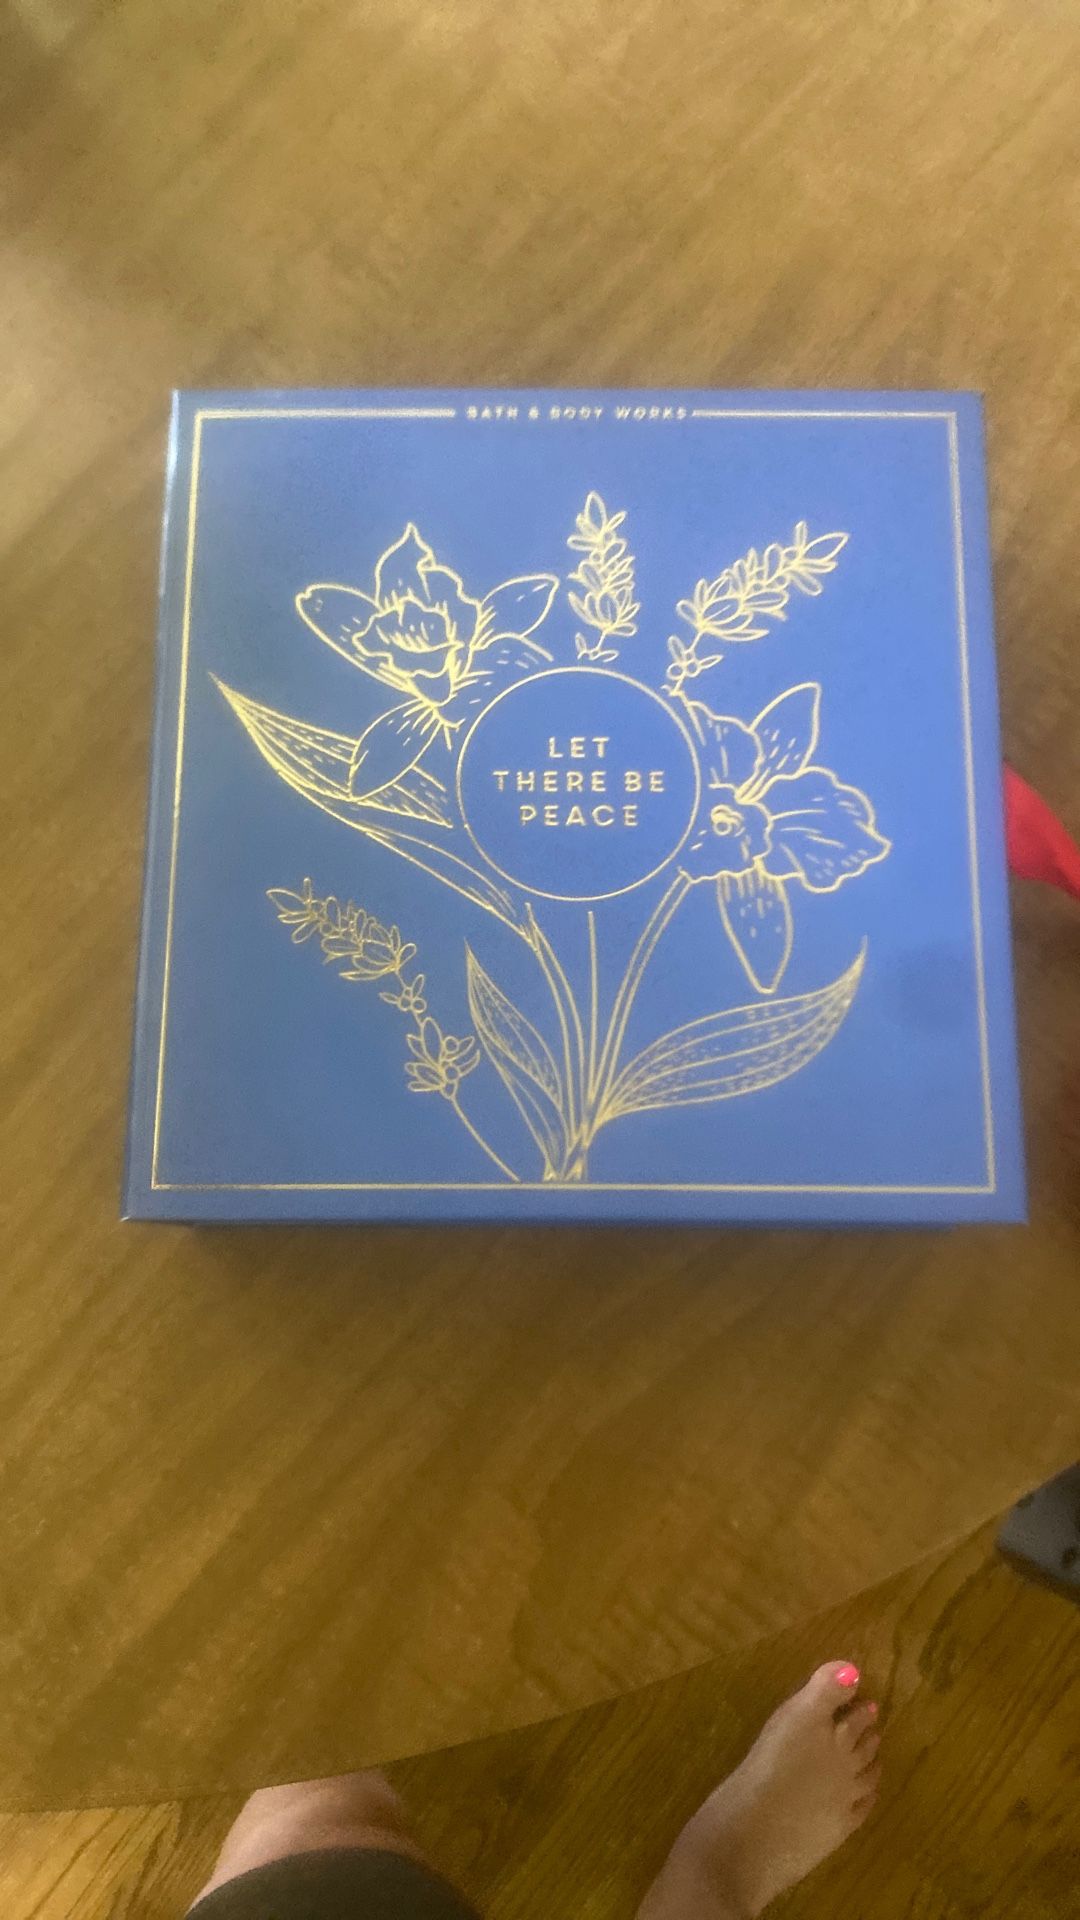 BATH & BODY WORKS
LET
THERE BE
PEACE